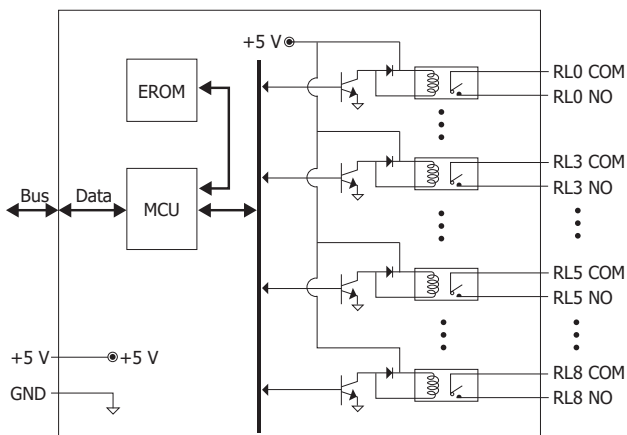 +5 V
EROM
RL0 COM
RL0 NO
RL3 COM
RL3 NO
Bus
Data
MCU
RL5 COM
RL5 NO
+5 V
+5 V
GND
RL8 COM
RL8 NO